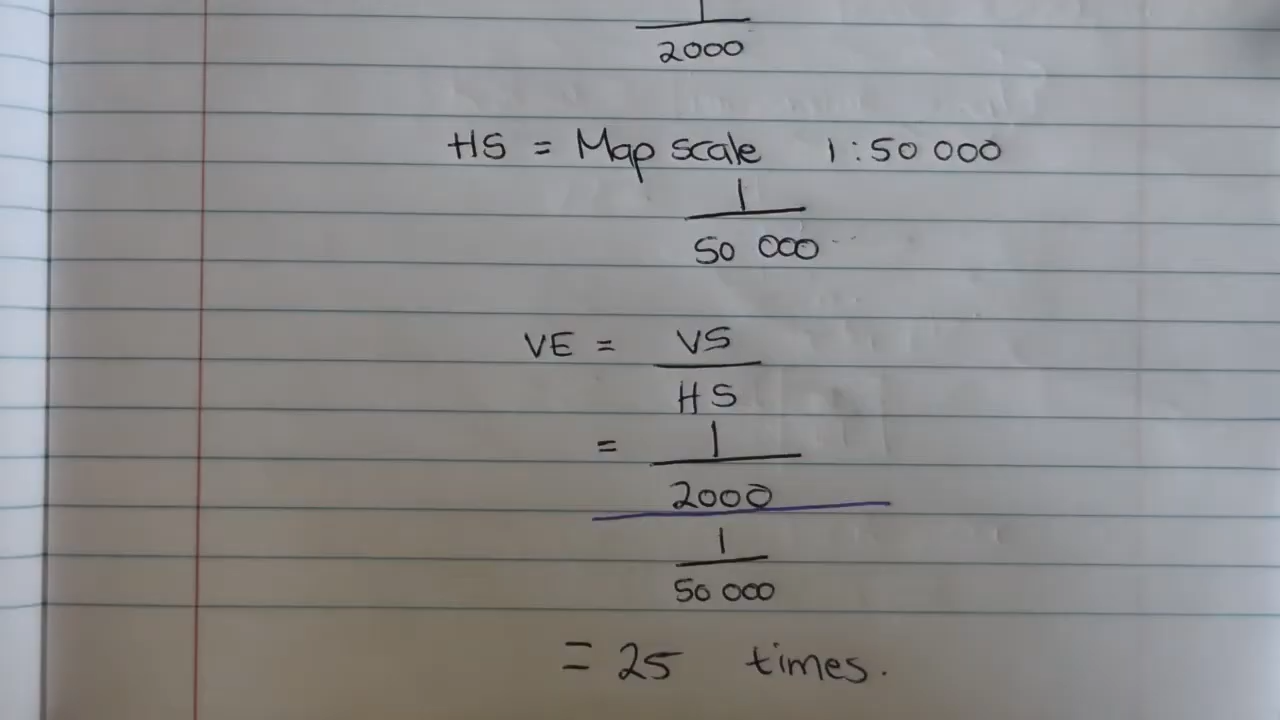 1
2000
HS = Map scale 1:50 000
1
50 000
VE = VS
HS
= 1
2000
1
50 000
= 25 times.